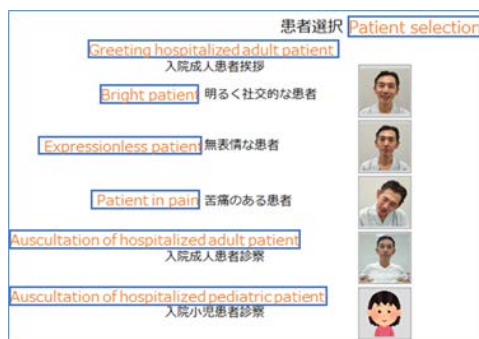 患者選択 Patient selection
Greeting hospitalized adult patient
入院成人患者挨拶
Bright patient 明るく社交的な患者
Expressionless patient 無表情な患者
Patient in pain 苦痛のある患者
Auscultation of hospitalized adult patient
入院成人患者診察
Auscultation of hospitalized pediatric patient
入院小児患者診察